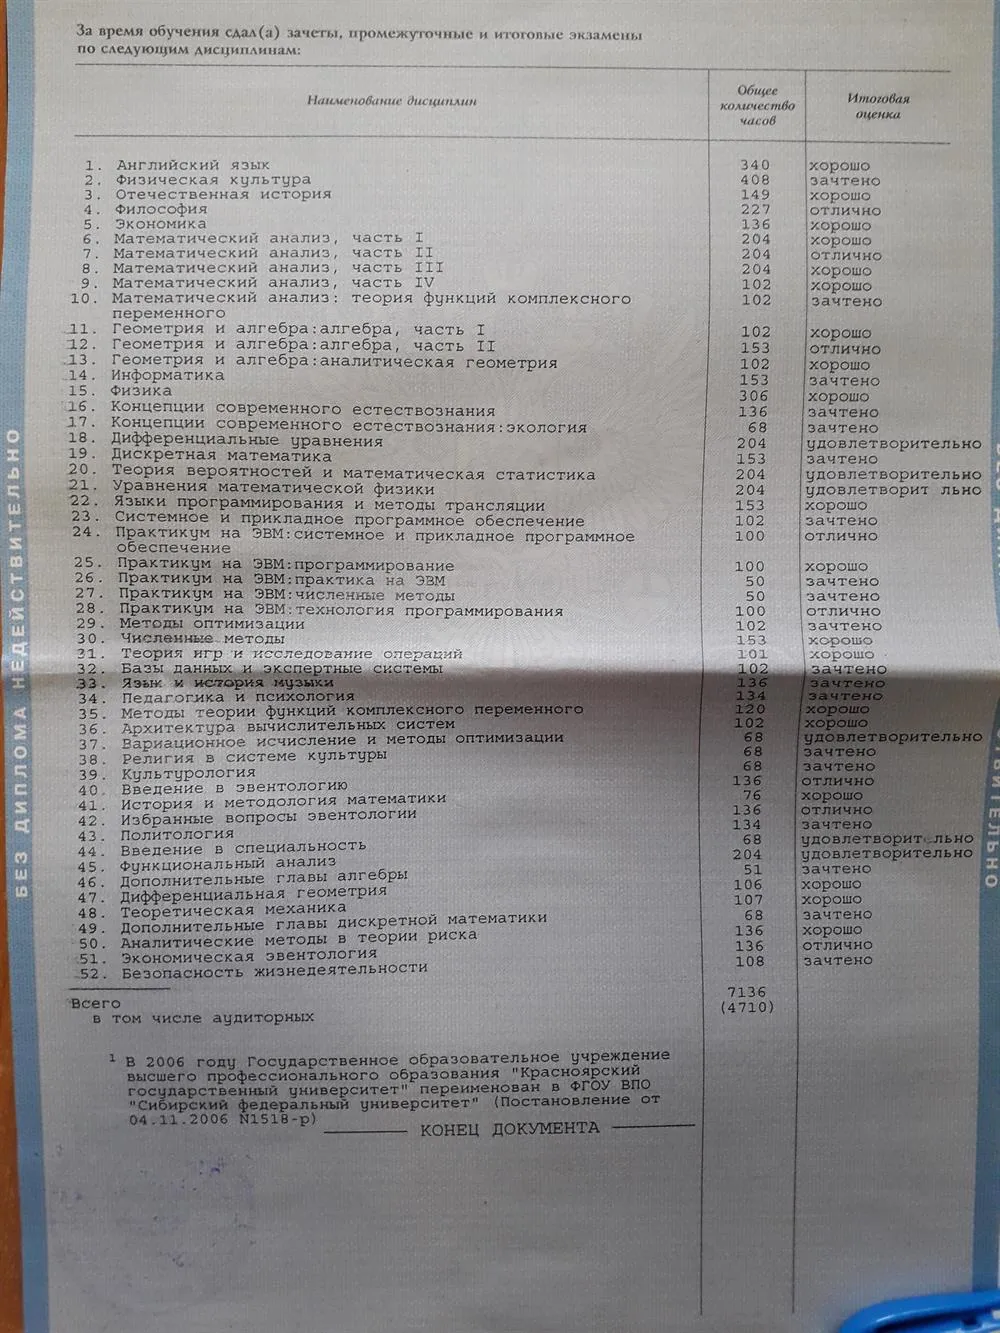 За время обучения сдал(а) зачеты, промежуточные и итоговые экзамены
по следующим дисциплинам:
Наименование дисциплин
Общее
количество
часов
Итоговая
оценка
1. Английский язык 340 хорошо
2. Физическая культура 408 зачтено
3. Отечественная история 149 хорошо
4. Философия 227 отлично
5. Экономика 136 хорошо
6. Математический анализ, часть I 204 хорошо
7. Математический анализ, часть II 204 отлично
8. Математический анализ, часть III 204 хорошо
9. Математический анализ, часть IV 102 хорошо
10. Математический анализ: теория функций комплексного 102 зачтено
переменного
11. Геометрия и алгебра:алгебра, часть I 102 хорошо
12. Геометрия и алгебра:алгебра, часть II 153 отлично
13. Геометрия и алгебра:аналитическая геометрия 102 хорошо
14. Информатика 153 зачтено
15. Физика 306 хорошо
16. Концепции современного естествознания 136 зачтено
17. Концепции современного естествознания:экология 68 зачтено
18. Дифференциальные уравнения 204 удовлетворительно
19. Дискретная математика 153 зачтено
20. Теория вероятностей и математическая статистика 204 удовлетворительно
21. Уравнения математической физики 204 удовлетворит льно
22. Языки программирования и методы трансляции 153 хорошо
23. Системное и прикладное программное обеспечение 102 зачтено
24. Практикум на ЭВМ:системное и прикладное программное 100 отлично
обеспечение
25. Практикум на ЭВМ:программирование 100 хорошо
26. Практикум на ЭВМ:практика на ЭВМ 50 зачтено
27. Практикум на ЭВМ:численные методы 50 зачтено
28. Практикум на ЭВМ:технология программирования 100 отлично
29. Методы оптимизации 102 зачтено
30. Численные методы 153 хорошо
31. Теория игр и исследование операций 101 хорошо
32. Базы данных и экспертные системы 102 зачтено
33. Язык и история музыки 136 зачтено
34. Педагогика и психология 134 зачтено
35. Методы теории функций комплексного переменного 120 хорошо
36. Архитектура вычислительных систем 102 хорошо
37. Вариационное исчисление и методы оптимизации 68 удовлетворительно
38. Религия в системе культуры 68 зачтено
39. Культурология 68 зачтено
40. Введение в эвентологию 136 отлично
41. История и методология математики 76 хорошо
42. Избранные вопросы эвентологии 136 отлично
43. Политология 134 зачтено
44. Введение в специальность 68 удовлетворительно
45. Функциональный анализ 204 удовлетворительно
46. Дополнительные главы алгебры 51 зачтено
47. Дифференциальная геометрия 106 хорошо
48. Теоретическая механика 107 хорошо
49. Дополнительные главы дискретной математики 68 зачтено
50. Аналитические методы в теории риска 136 хорошо
51. Экономическая эвентология 136 отлично
52. Безопасность жизнедеятельности 108 зачтено
Всего 7136
в том числе аудиторных (4710)
1 В 2006 году Государственное образовательное учреждение
высшего профессионального образования "Красноярский
государственный университет" переименован в ФГОУ ВПО
"Сибирский федеральный университет" (Постановление от
04.11.2006 N1518-р)
КОНЕЦ ДОКУМЕНТА
БЕЗ ДИПЛОМА НЕДЕЙСТВИТЕЛЬНО